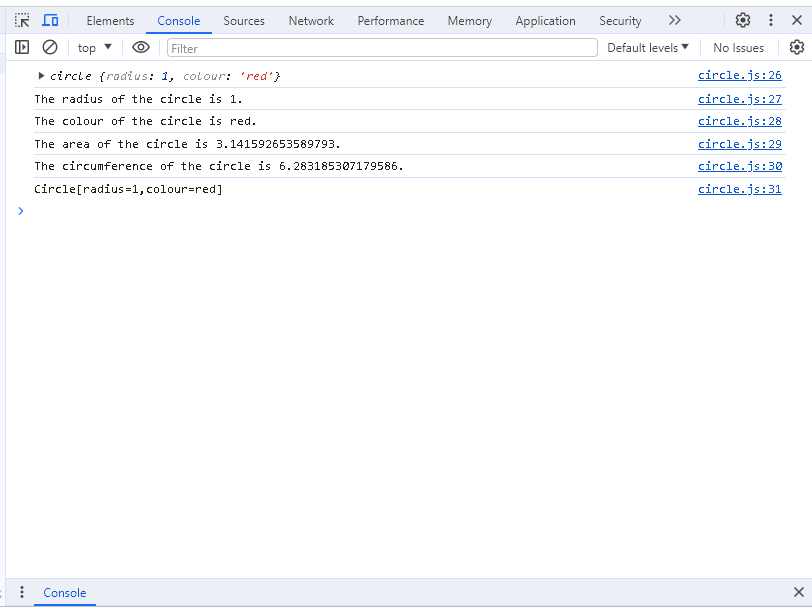 Elements Console Sources Network Performance Memory Application Security
top Filter Default levels No Issues
circle {radius: 1, colour: 'red'} circle.js:26
The radius of the circle is 1. circle.js:27
The colour of the circle is red. circle.js:28
The area of the circle is 3.141592653589793. circle.js:29
The circumference of the circle is 6.283185307179586. circle.js:30
Circle[radius=1,colour=red] circle.js:31
Console